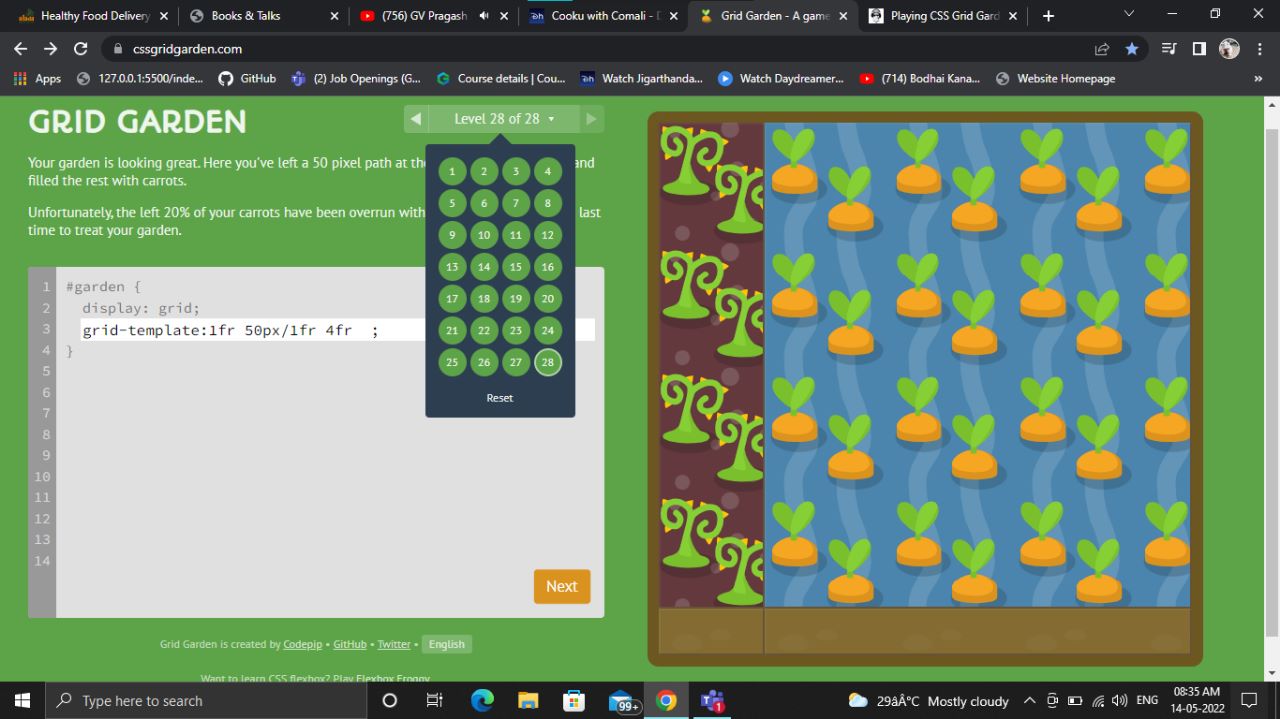 Healthy Food Delivery
Books & Talks
(756) GV Pragash
Cooku with Comali - D
Grid Garden - A game
Playing CSS Grid Gard
cssgridgarden.com
Apps
127.0.0.1:5500/inde...
GitHub
(2) Job Openings (G...
Course details | Cou...
Watch Jigarthanda...
Watch Daydreamer...
(714) Bodhai Kana...
Website Homepage
»
GRID GARDEN
Level 28 of 28
Your garden is looking great. Here you've left a 50 pixel path at the
and
filled the rest with carrots.
Unfortunately, the left 20% of your carrots have been overrun with
last
time to treat your garden.
1 2 3 4
5 6 7 8
9 10 11 12
13 14 15 16
17 18 19 20
21 22 23 24
25 26 27 28
Reset
1 #garden {
2 display: grid;
3 grid-template:1fr 50px/1fr 4fr ;
4 }
5
6
7
8
9
10
11
12
13
14
Next
Grid Garden is created by Codepip • GitHub • Twitter • English
Want to learn CSS flexbox? Play Flexbox Froggy
Type here to search
99+
1
29°C Mostly cloudy
ENG
08:35 AM
14-05-2022